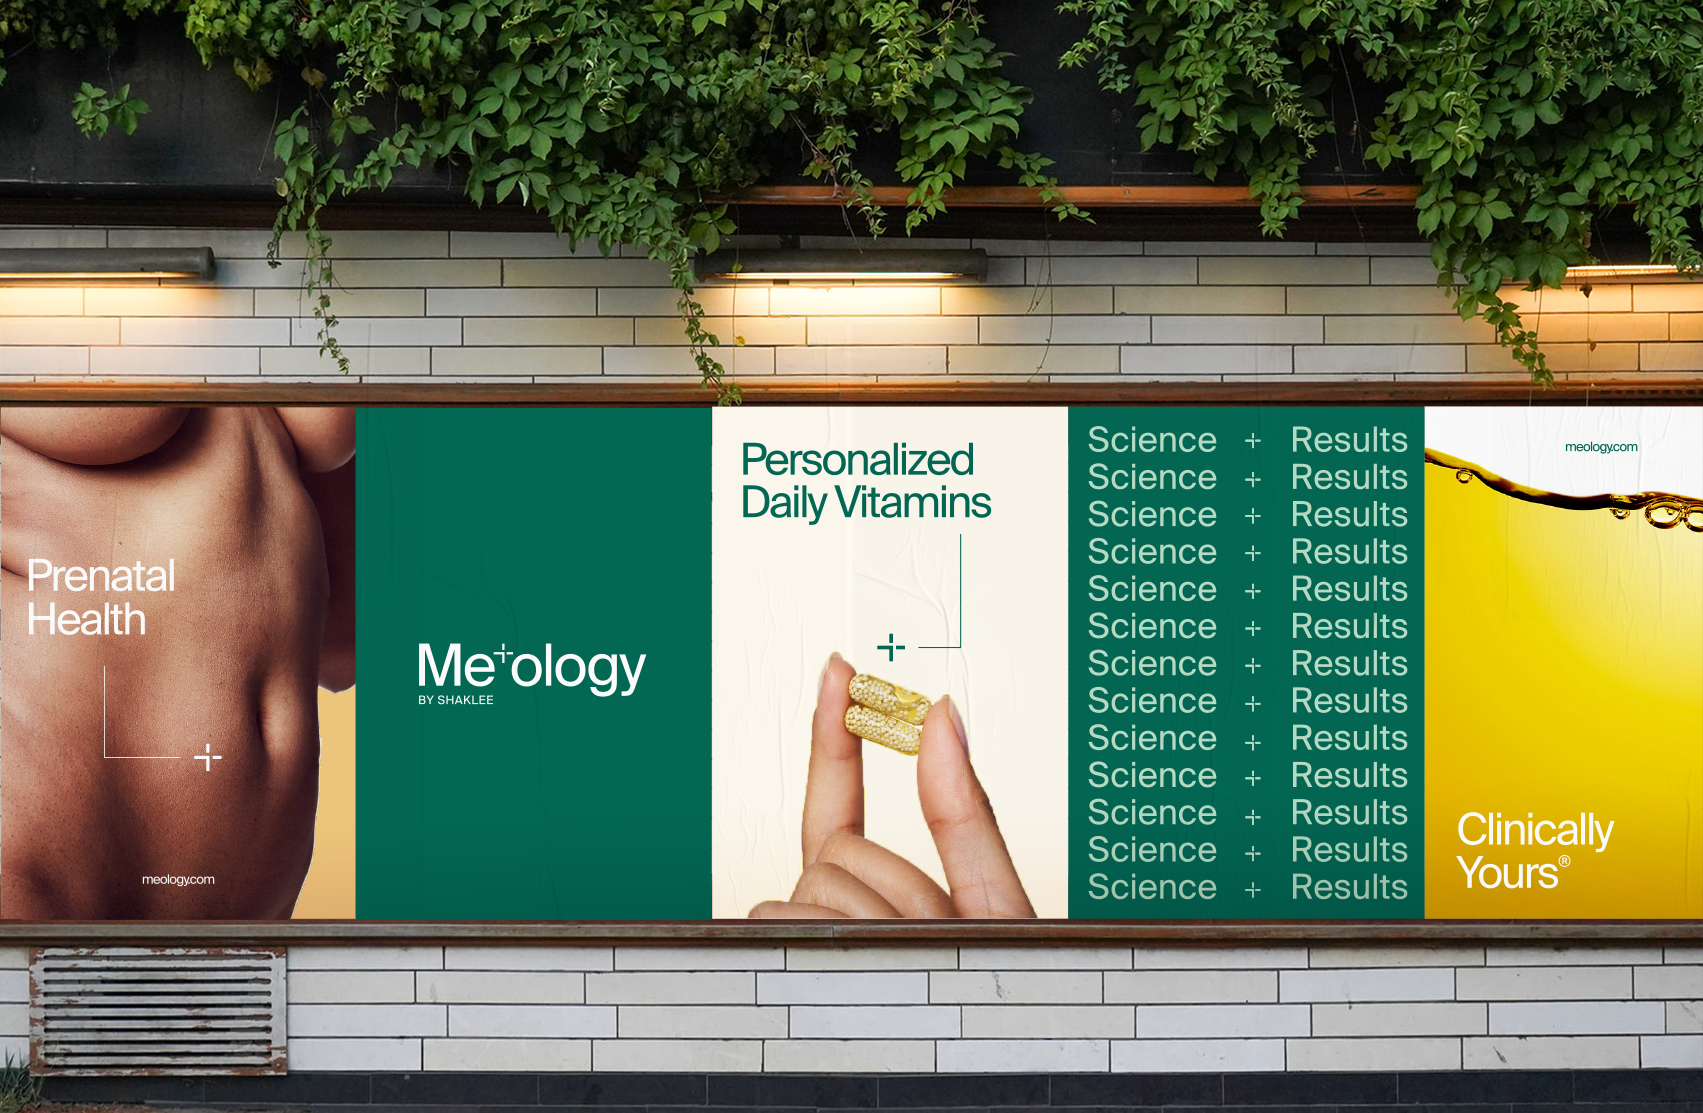 Prenatal
Health
meology.com
Me+ology
BY SHAKLEE
Personalized
Daily Vitamins
Science + Results
Science + Results
Science + Results
Science + Results
Science + Results
Science + Results
Science + Results
Science + Results
Science + Results
Science + Results
Science + Results
Science + Results
Science + Results
meology.com
Clinically
Yours®